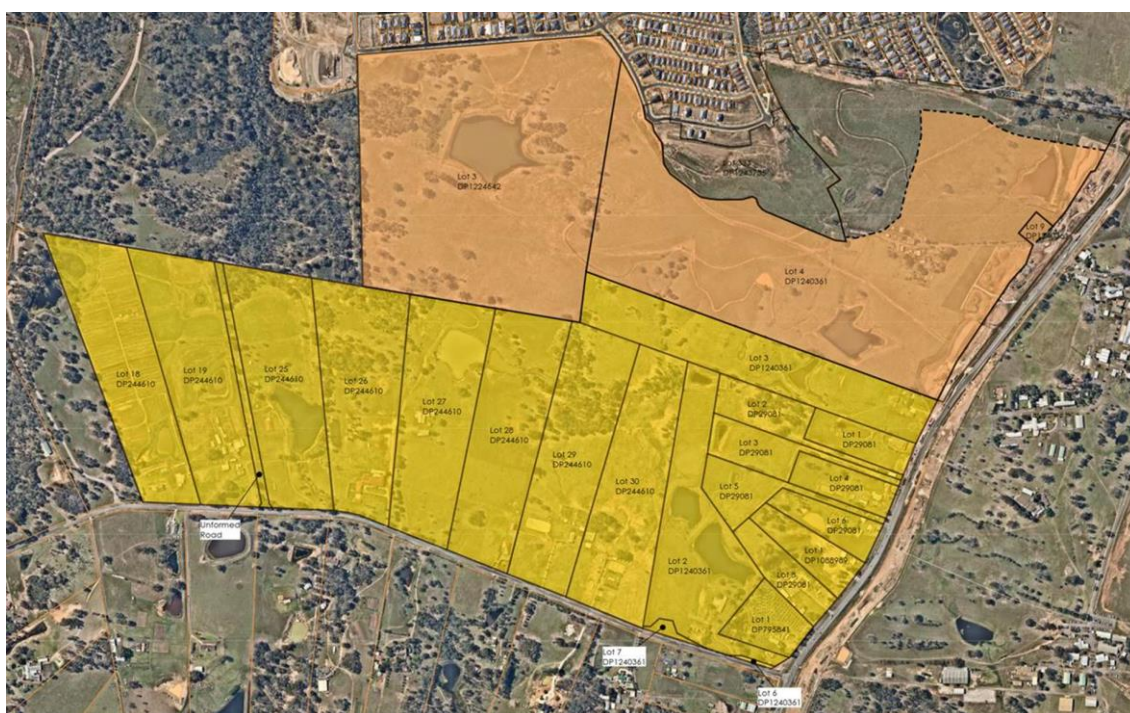 Lot 3
DP1224642
Lot 9
Lot 4
DP1240361
Lot 3
DP1240361
Lot 18
DP244610
Lot 19
DP244610
Lot 25
DP244610
Lot 26
DP244610
Lot 27
DP244610
Lot 28
DP244610
Lot 29
DP244610
Lot 30
DP244610
Lot 2
DP29081
Lot 1
DP29081
Lot 3
DP29081
Lot 4
DP29081
Lot 5
DP29081
Lot 6
DP29081
Lot 1
DP1088989
Lot 8
DP29081
Lot 2
DP1240361
Lot 1
DP795841
Unformed
Road
Lot 7
DP1240361
Lot 6
DP1240361